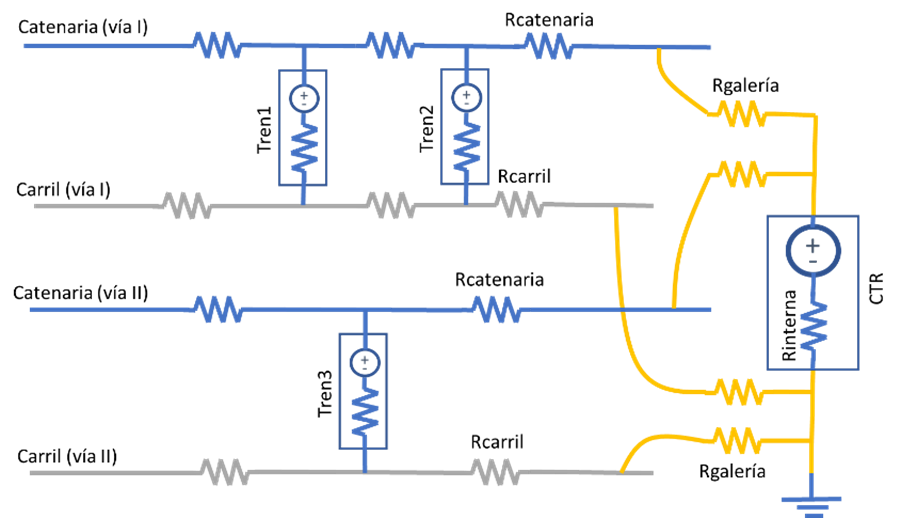 Catenaria (vía I)
Rcatenaria
Rgalería
+
-
Tren1
+
-
Tren2
Carril (vía I)
Rcarril
+
-
Rinterna
CTR
Catenaria (vía II)
Rcatenaria
+
-
Tren3
Carril (vía II)
Rcarril
Rgalería